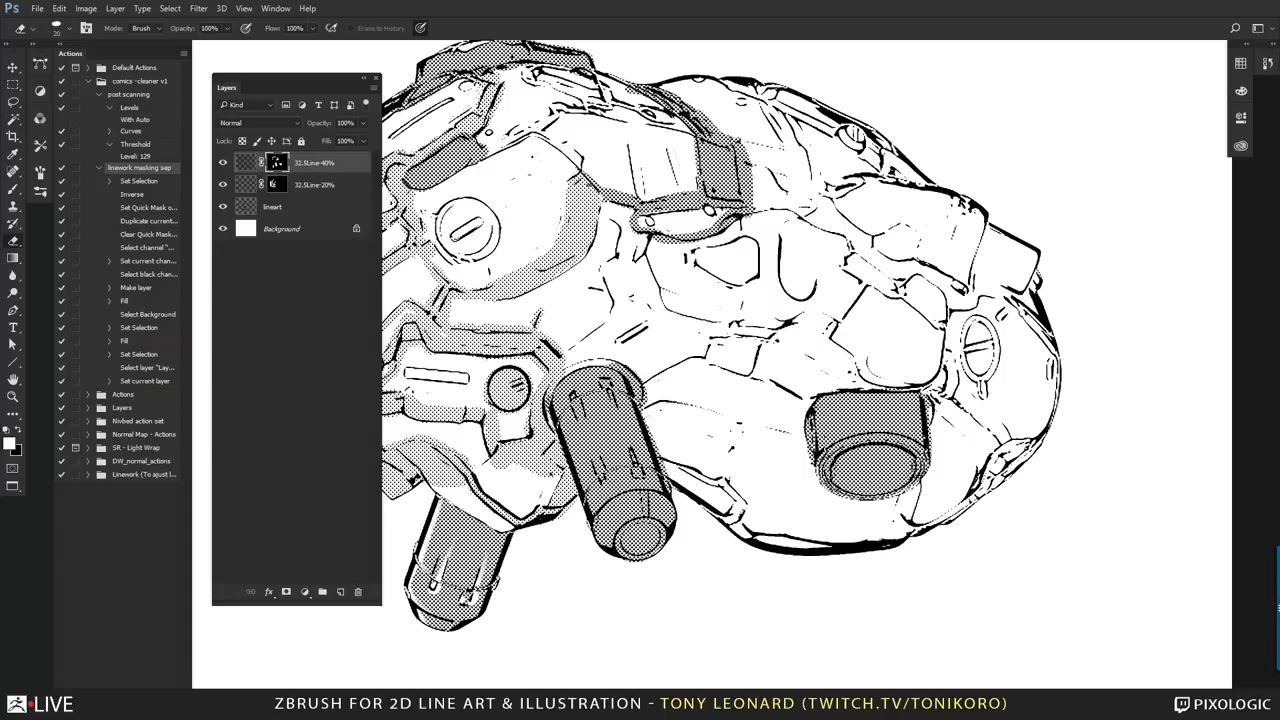 Ps File Edit Image Layer Type Select Filter 3D View Window Help
20 Mode: Brush Opacity: 100% Flow: 100% Erase to History
Actions
Default Actions
comics -cleaner v1
post scanning
Levels
With Auto
Curves
Threshold
Level: 129
linework masking sep
Set Selection
Inverse
Set Quick Mask o...
Duplicate current...
Clear Quick Mask...
Select channel "...
Set current chan...
Select black chan...
Make layer
Fill
Select Background
Set Selection
Fill
Set Selection
Select layer "Lay...
Set current layer
Actions
Layers
Nivbed action set
Normal Map - Actions
SR - Light Wrap
DW_normal_actions
Linework (To ajust l...
Layers
Kind
Normal Opacity: 100%
Lock: Fill: 100%
32.5Line-40%
32.5Line-20%
lineart
Background
fx
LIVE
ZBRUSH FOR 2D LINE ART & ILLUSTRATION - TONY LEONARD (TWITCH.TV/TONIKORO)
PIXOLOGIC